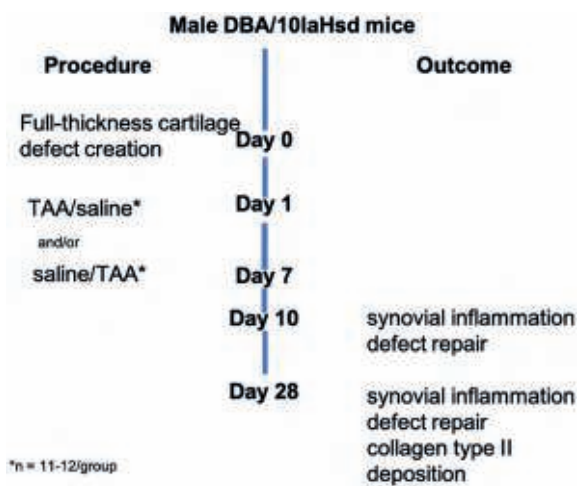 Male DBA/10laHsd mice
Procedure
Outcome
Full-thickness cartilage
defect creation
Day 0
TAA/saline*
Day 1
and/or
saline/TAA*
Day 7
Day 10
synovial inflammation
defect repair
Day 28
synovial inflammation
defect repair
collagen type II
deposition
*n = 11-12/group